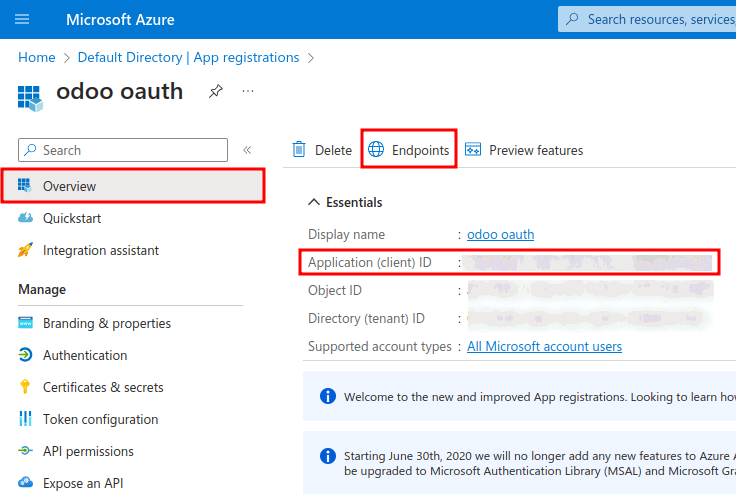 Microsoft Azure
Search resources, services,
Home > Default Directory | App registrations >
odoo oauth
Search
Overview
Quickstart
Integration assistant
Manage
Branding & properties
Authentication
Certificates & secrets
Token configuration
API permissions
Expose an API
Delete
Endpoints
Preview features
Essentials
Display name : odoo oauth
Application (client) ID :
Object ID :
Directory (tenant) ID :
Supported account types : All Microsoft account users
Welcome to the new and improved App registrations. Looking to learn how
Starting June 30th, 2020 we will no longer add any new features to Azure A
be upgraded to Microsoft Authentication Library (MSAL) and Microsoft Gra